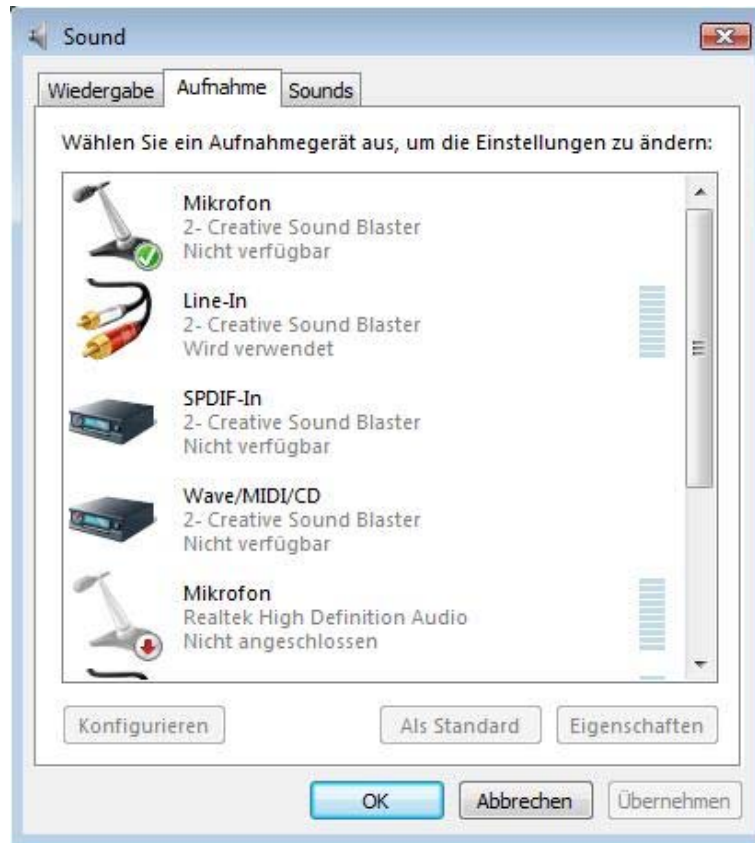 Sound
Wiedergabe Aufnahme Sounds
Wählen Sie ein Aufnahmegerät aus, um die Einstellungen zu ändern:
Mikrofon
2- Creative Sound Blaster
Nicht verfügbar
Line-In
2- Creative Sound Blaster
Wird verwendet
SPDIF-In
2- Creative Sound Blaster
Nicht verfügbar
Wave/MIDI/CD
2- Creative Sound Blaster
Nicht verfügbar
Mikrofon
Realtek High Definition Audio
Nicht angeschlossen
Konfigurieren Als Standard Eigenschaften
OK Abbrechen Übernehmen